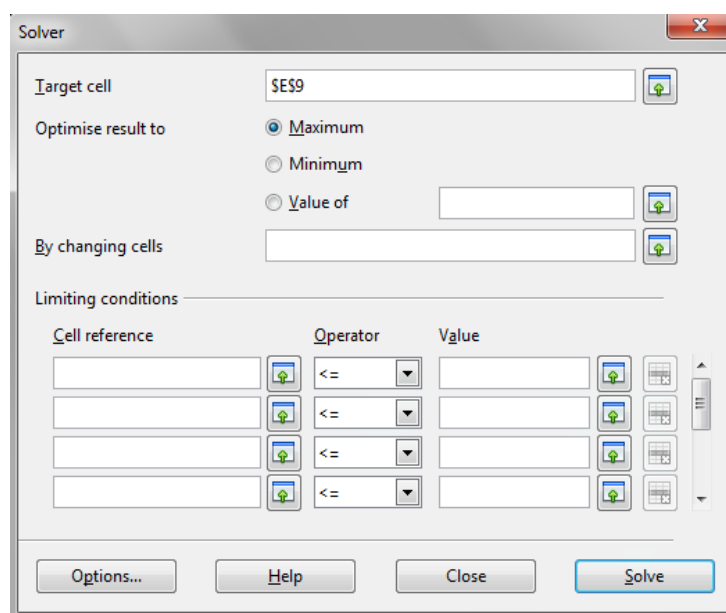 Solver
x
Target cell $E$9
Optimise result to Maximum
Minimum
Value of
By changing cells
Limiting conditions
Cell reference Operator Value
<=
<=
<=
<=
Options... Help Close Solve